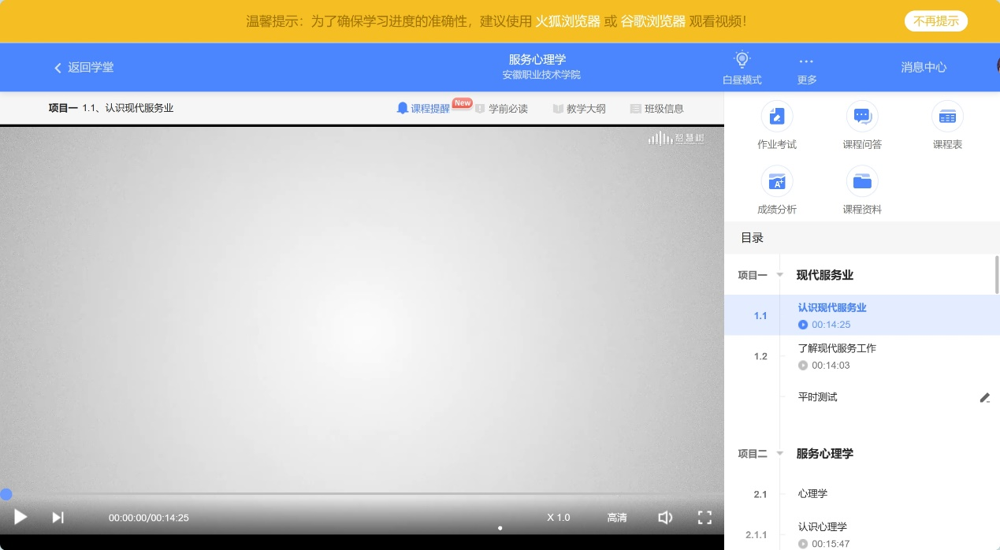 温馨提示：为了确保学习进度的准确性，建议使用 火狐浏览器 或 谷歌浏览器 观看视频！
不再提示
返回学堂
服务心理学
安徽职业技术学院
白昼模式
更多
消息中心
项目一 1.1、认识现代服务业
课程提醒
New
学前必读
教学大纲
班级信息
智慧树
作业考试
课程问答
课程表
成绩分析
课程资料
目录
项目一 现代服务业
1.1 认识现代服务业
00:14:25
1.2 了解现代服务工作
00:14:03
平时测试
项目二 服务心理学
2.1 心理学
2.1.1 认识心理学
00:15:47
00:00:00/00:14:25
X 1.0
高清